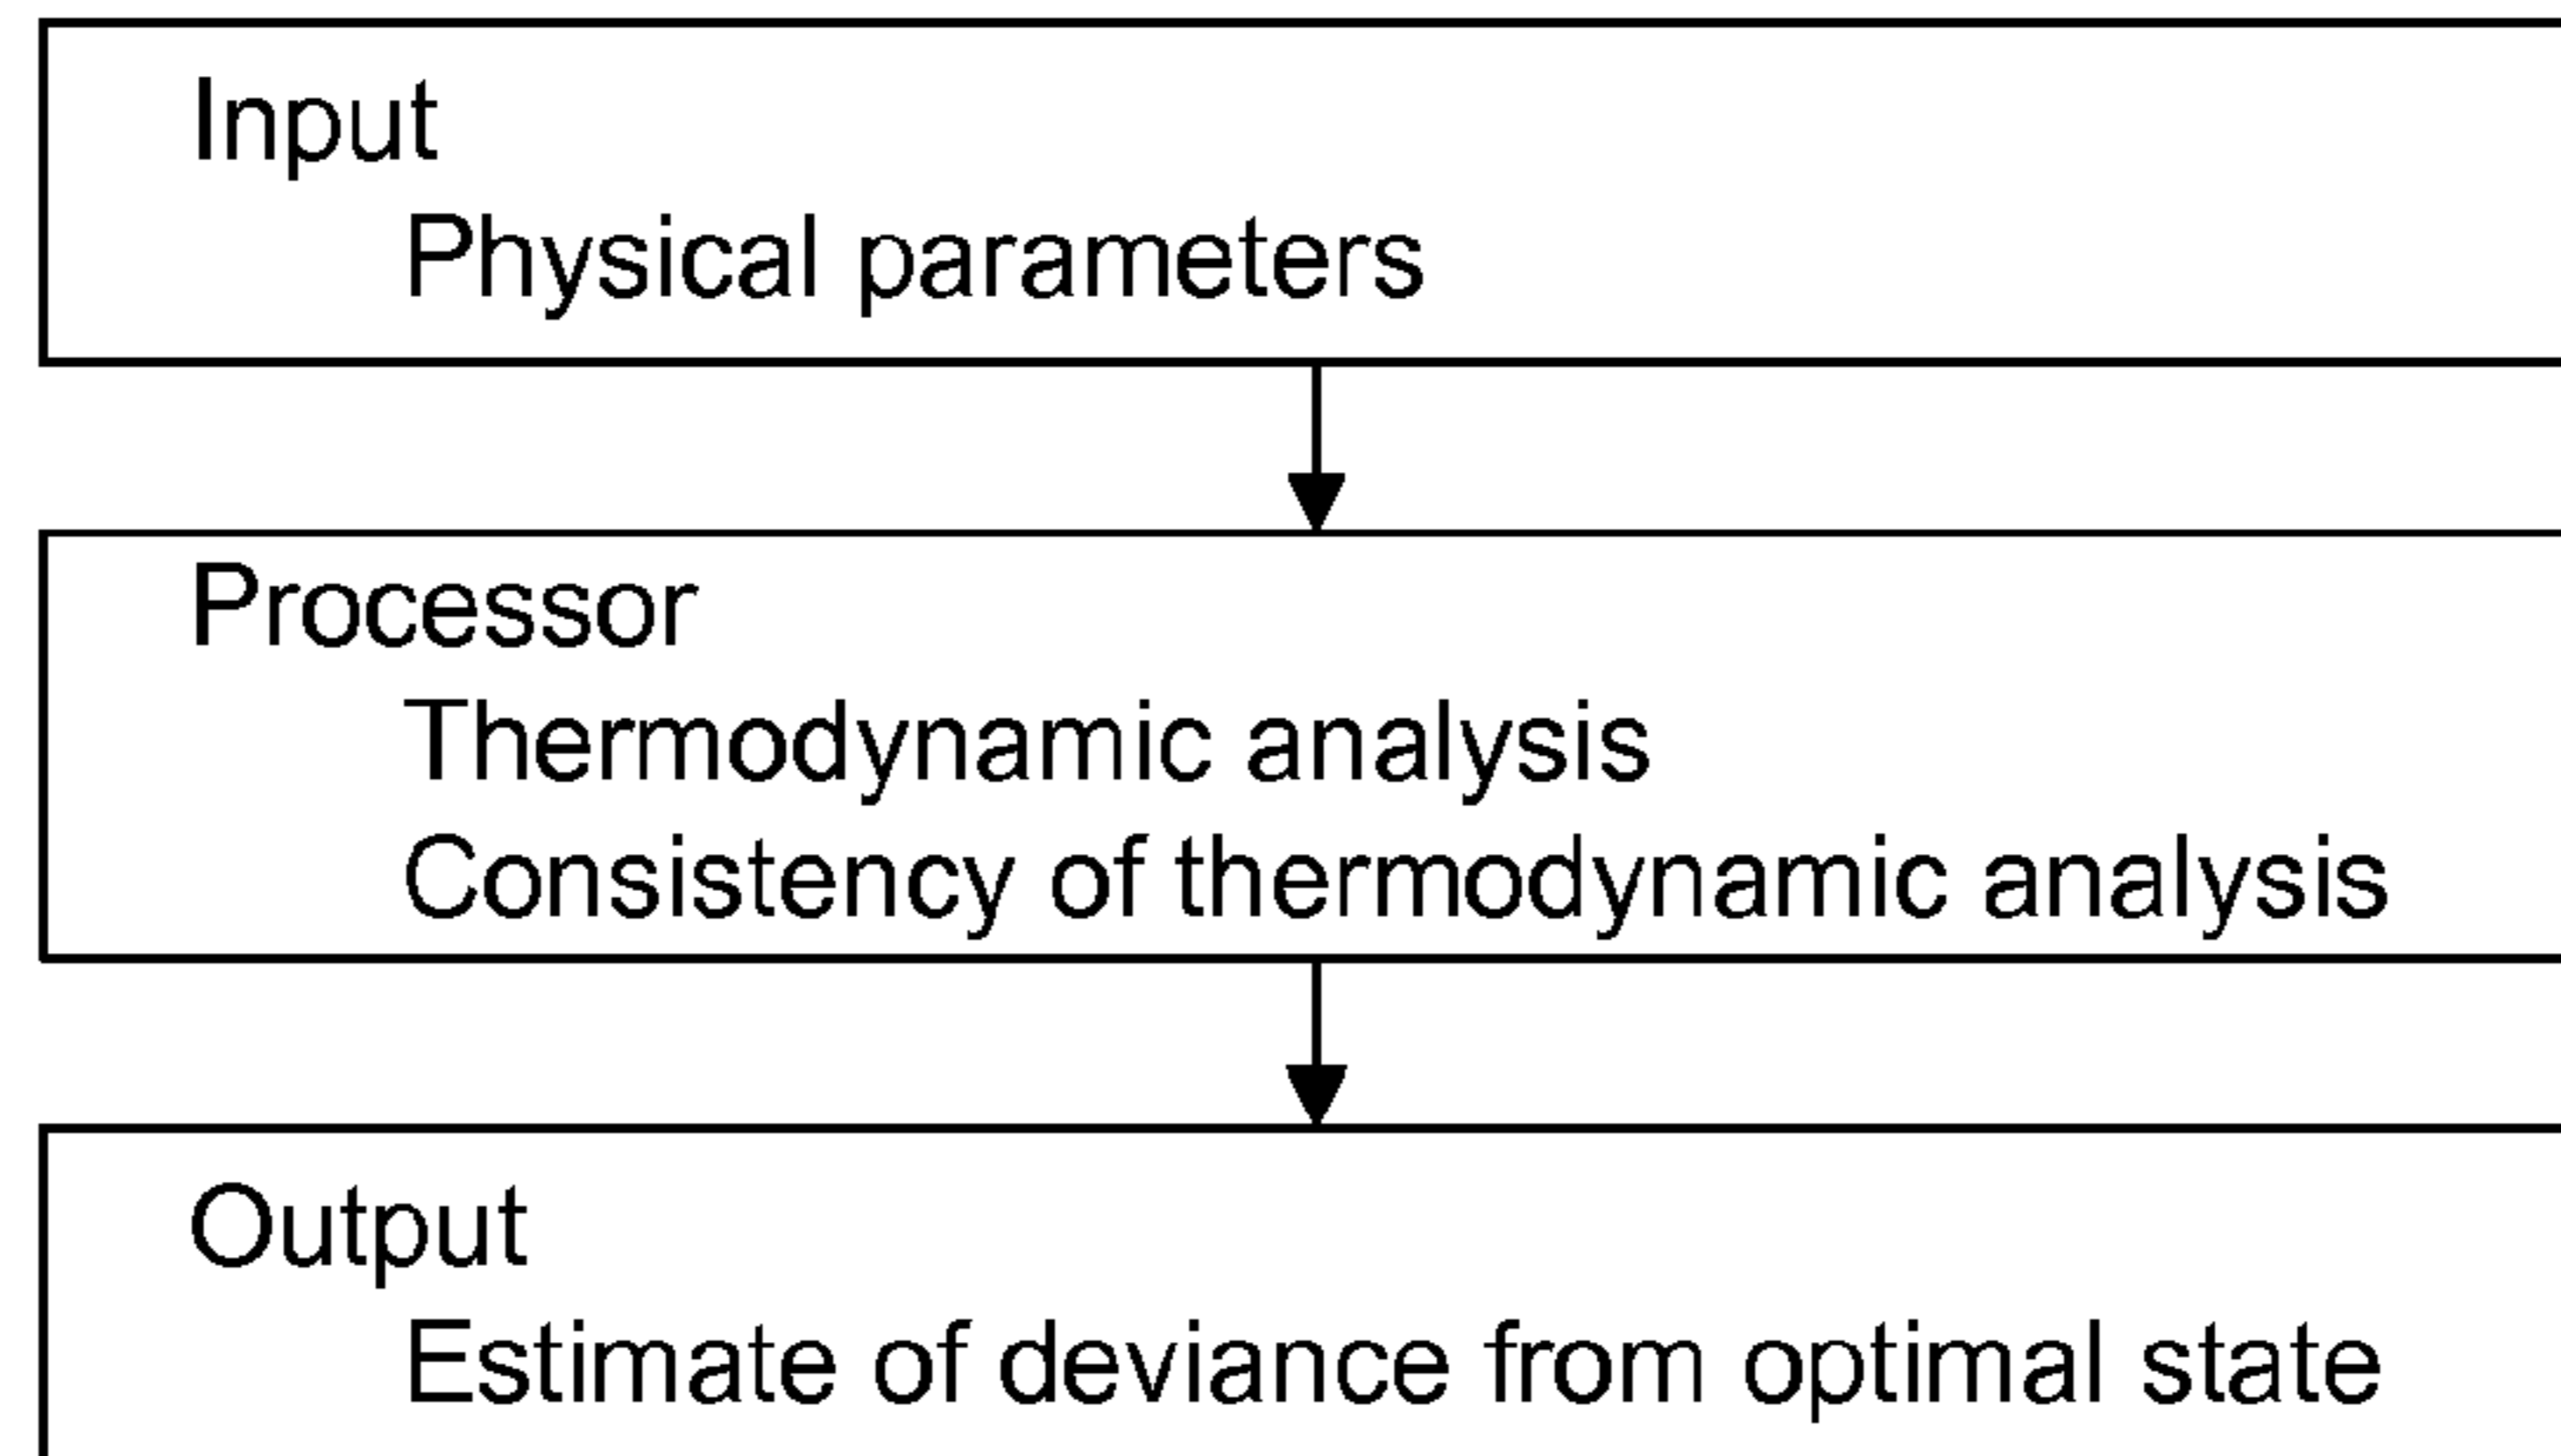 Input
Physical parameters
Processor
Thermodynamic analysis
Consistency of thermodynamic analysis
Output
Estimate of deviance from optimal state